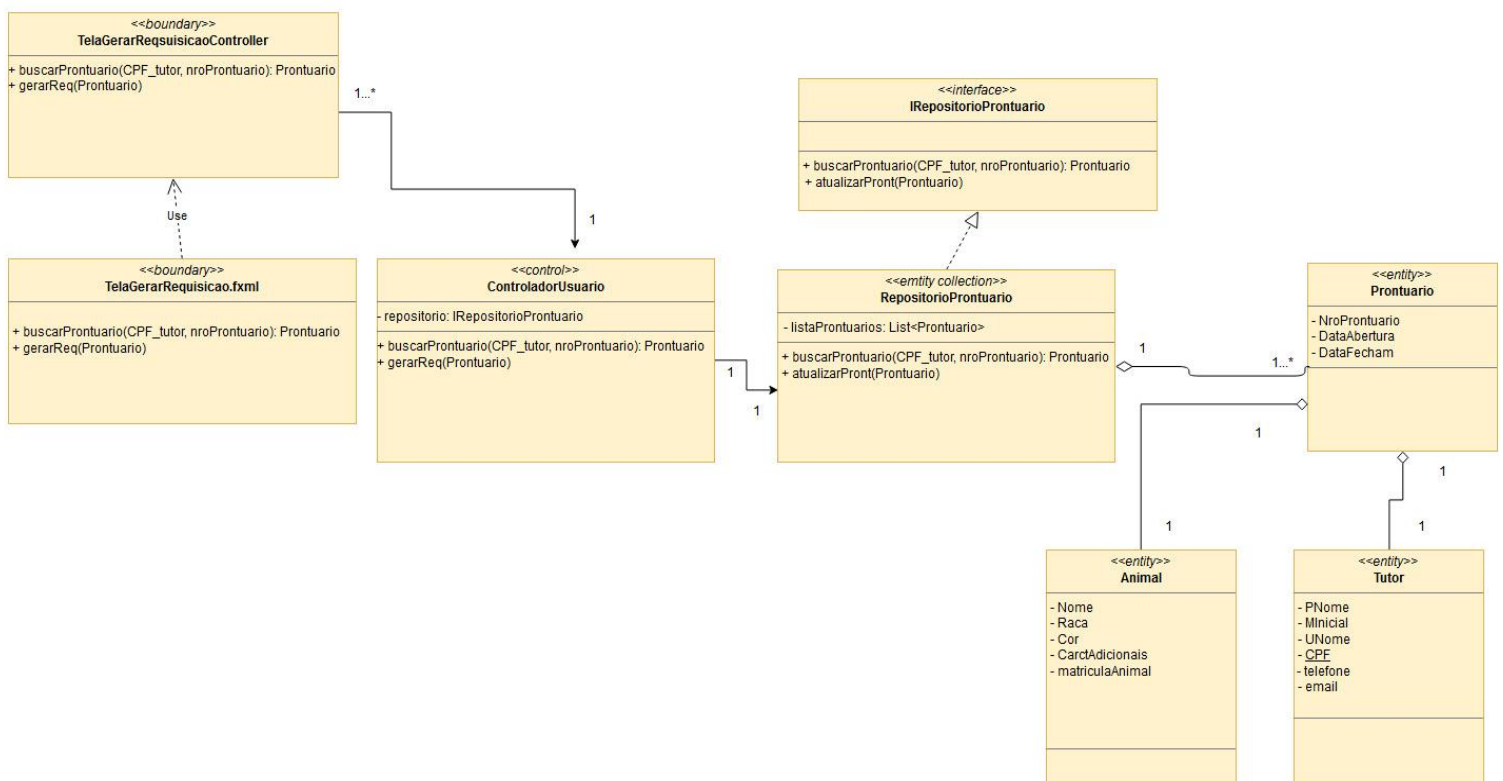 <<boundary>>
TelaGerarReqsuisicaoController
+ buscarProntuario(CPF_tutor, nroProntuario): Prontuario
+ gerarReq(Prontuario)
1...*
1
Use
<<boundary>>
TelaGerarRequisicao.fxml
+ buscarProntuario(CPF_tutor, nroProntuario): Prontuario
+ gerarReq(Prontuario)
<<control>>
ControladorUsuario
- repositorio: IRepositorioProntuario
+ buscarProntuario(CPF_tutor, nroProntuario): Prontuario
+ gerarReq(Prontuario)
1
1
<<interface>>
IRepositorioProntuario
+ buscarProntuario(CPF_tutor, nroProntuario): Prontuario
+ atualizarPront(Prontuario)
<<emtity collection>>
RepositorioProntuario
- listaProntuarios: List<Prontuario>
+ buscarProntuario(CPF_tutor, nroProntuario): Prontuario
+ atualizarPront(Prontuario)
1
1...*
<<entity>>
Prontuario
- NroProntuario
- DataAbertura
- DataFecham
1
1
1
1
<<entity>>
Animal
- Nome
- Raca
- Cor
- CarctAdicionais
- matriculaAnimal
<<entity>>
Tutor
- PNome
- MInicial
- UNome
- CPF
- telefone
- email